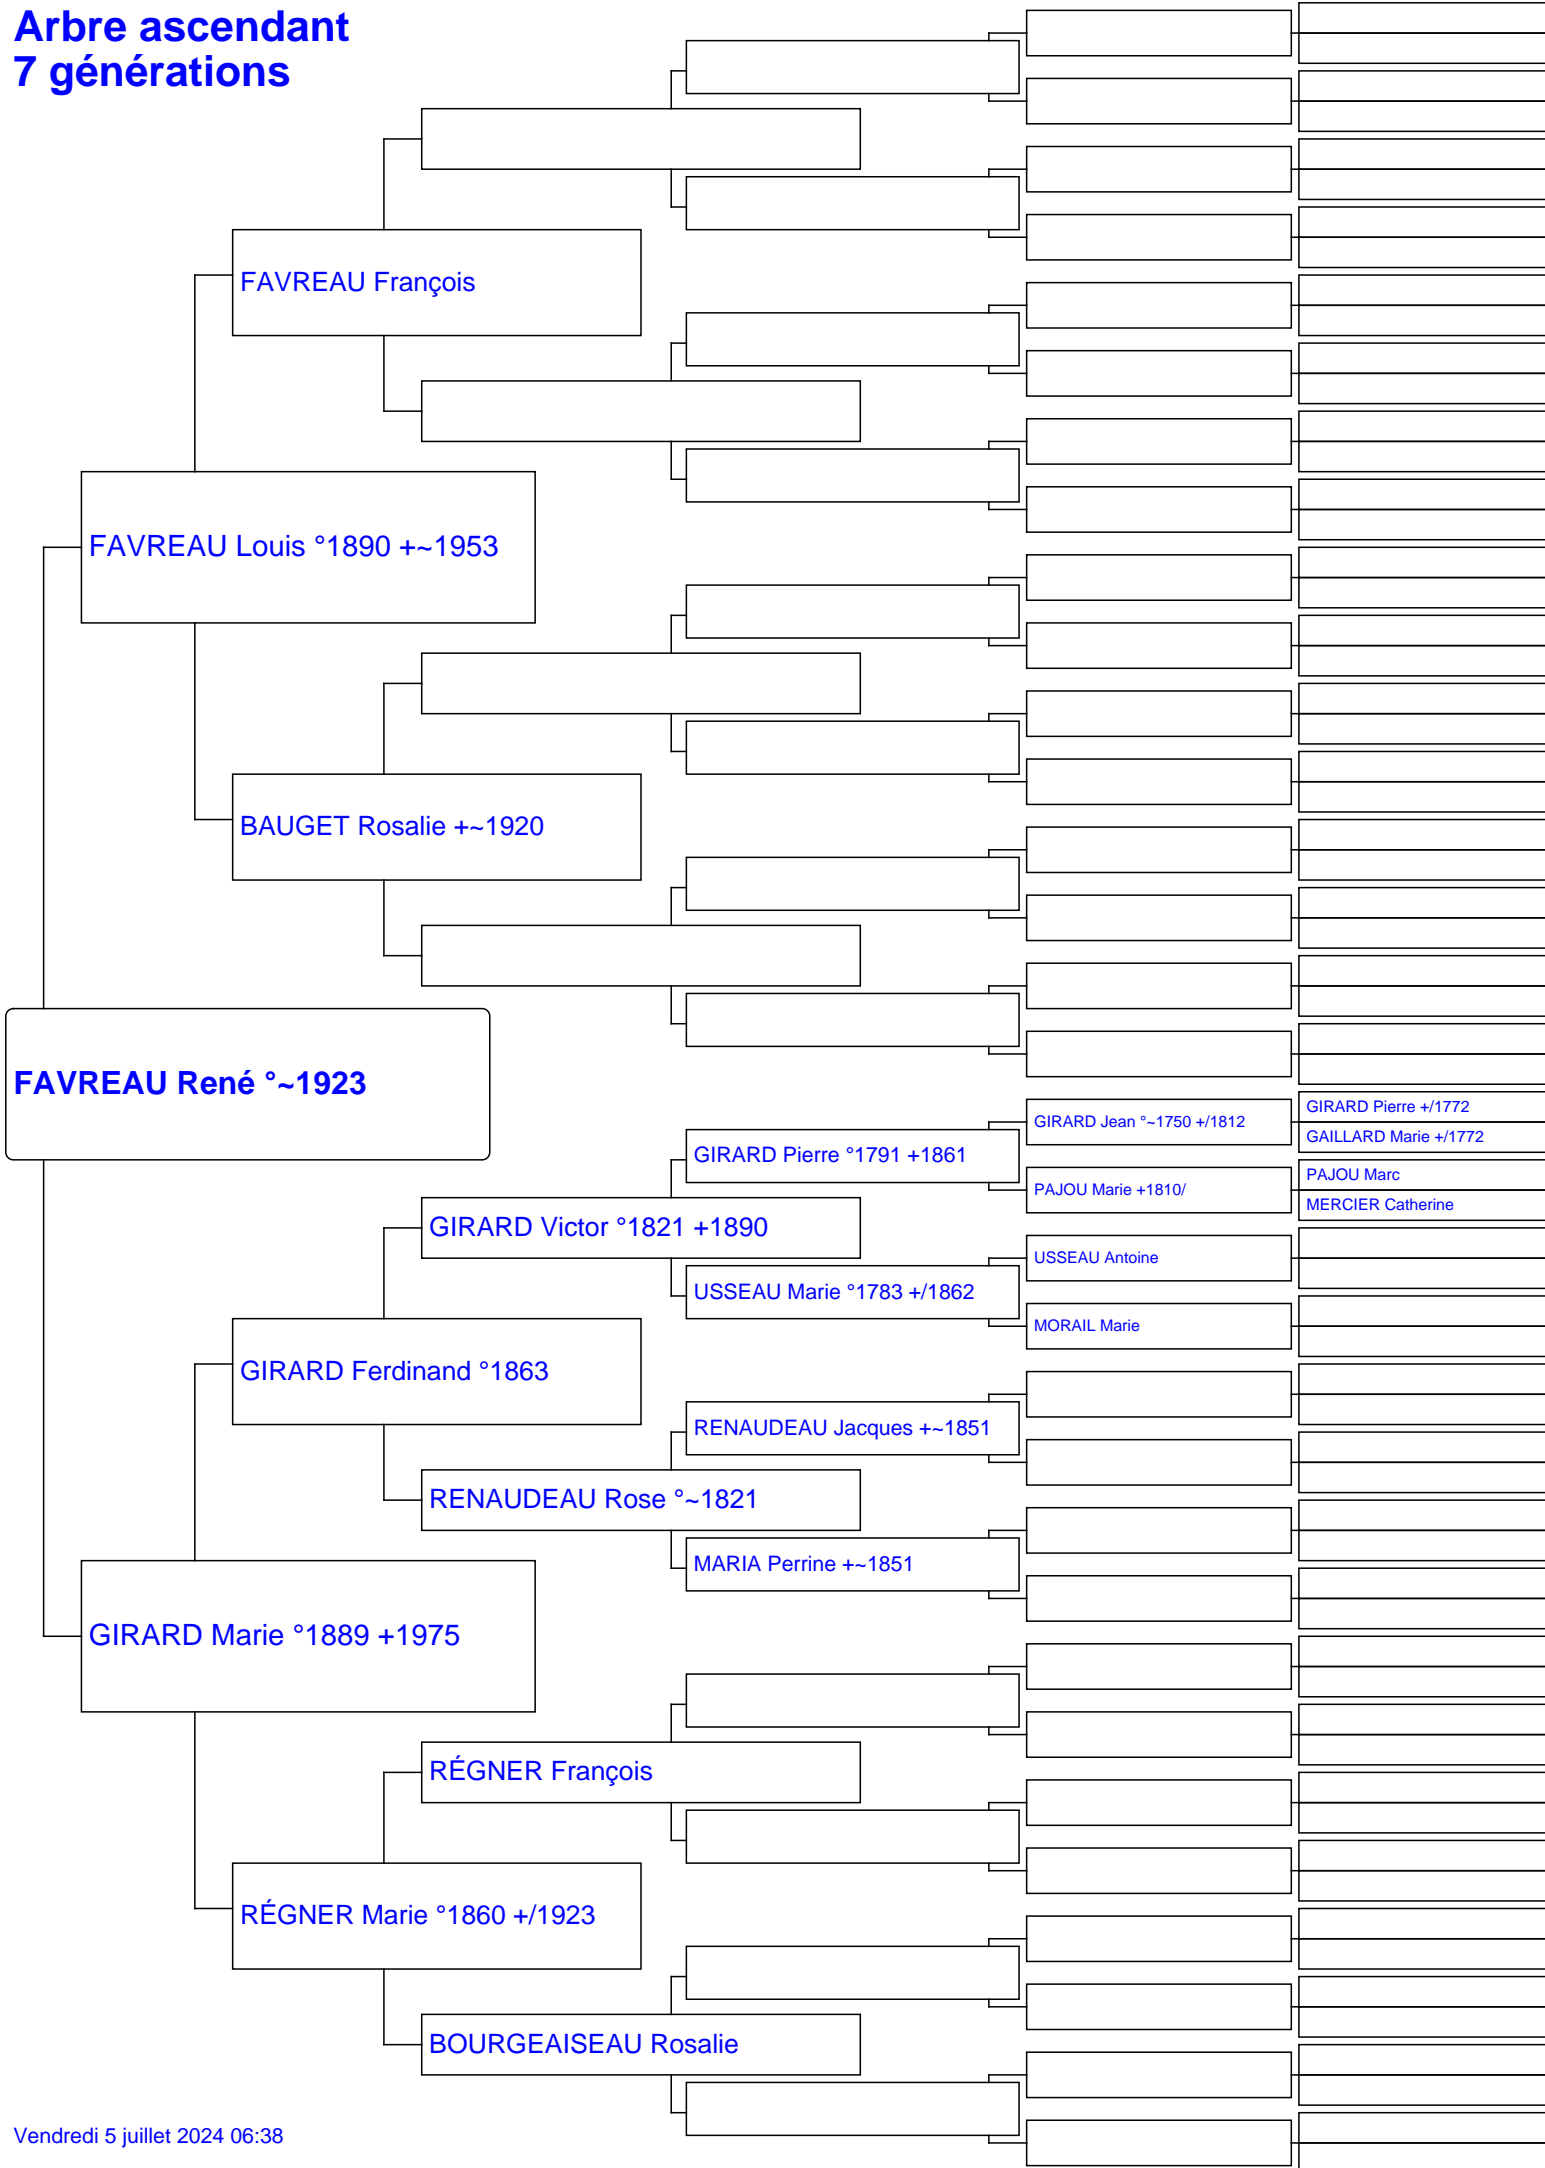 Arbre ascendant
7 générations
FAVREAU François
FAVREAU Louis °1890 +~1953
BAUGET Rosalie +~1920
FAVREAU René °~1923
GIRARD Jean °~1750 +/1812
GIRARD Pierre +/1772
GAILLARD Marie +/1772
GIRARD Pierre °1791 +1861
PAJOU Marie +1810/
PAJOU Marc
MERCIER Catherine
GIRARD Victor °1821 +1890
USSEAU Antoine
USSEAU Marie °1783 +/1862
MORAIL Marie
GIRARD Ferdinand °1863
RENAUDEAU Jacques +~1851
RENAUDEAU Rose °~1821
MARIA Perrine +~1851
GIRARD Marie °1889 +1975
RÉGNER François
RÉGNER Marie °1860 +/1923
BOURGEAISEAU Rosalie
Vendredi 5 juillet 2024 06:38